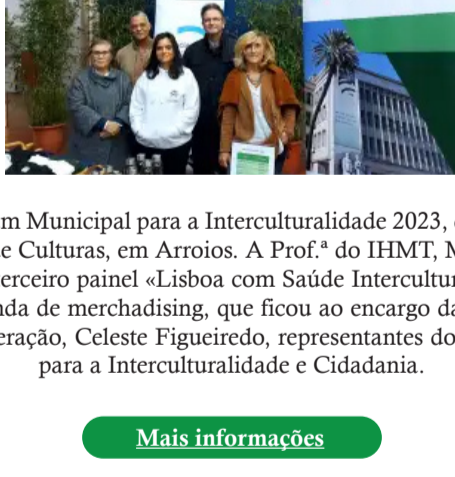 m Municipal para a Interculturalidade 2023,
e Culturas, em Arroios. A Prof.ª do IHMT,
erceiro painel «Lisboa com Saúde Intercultur
nda de merchadising, que ficou ao encargo da
eração, Celeste Figueiredo, representantes do
para a Interculturalidade e Cidadania.
Mais informações